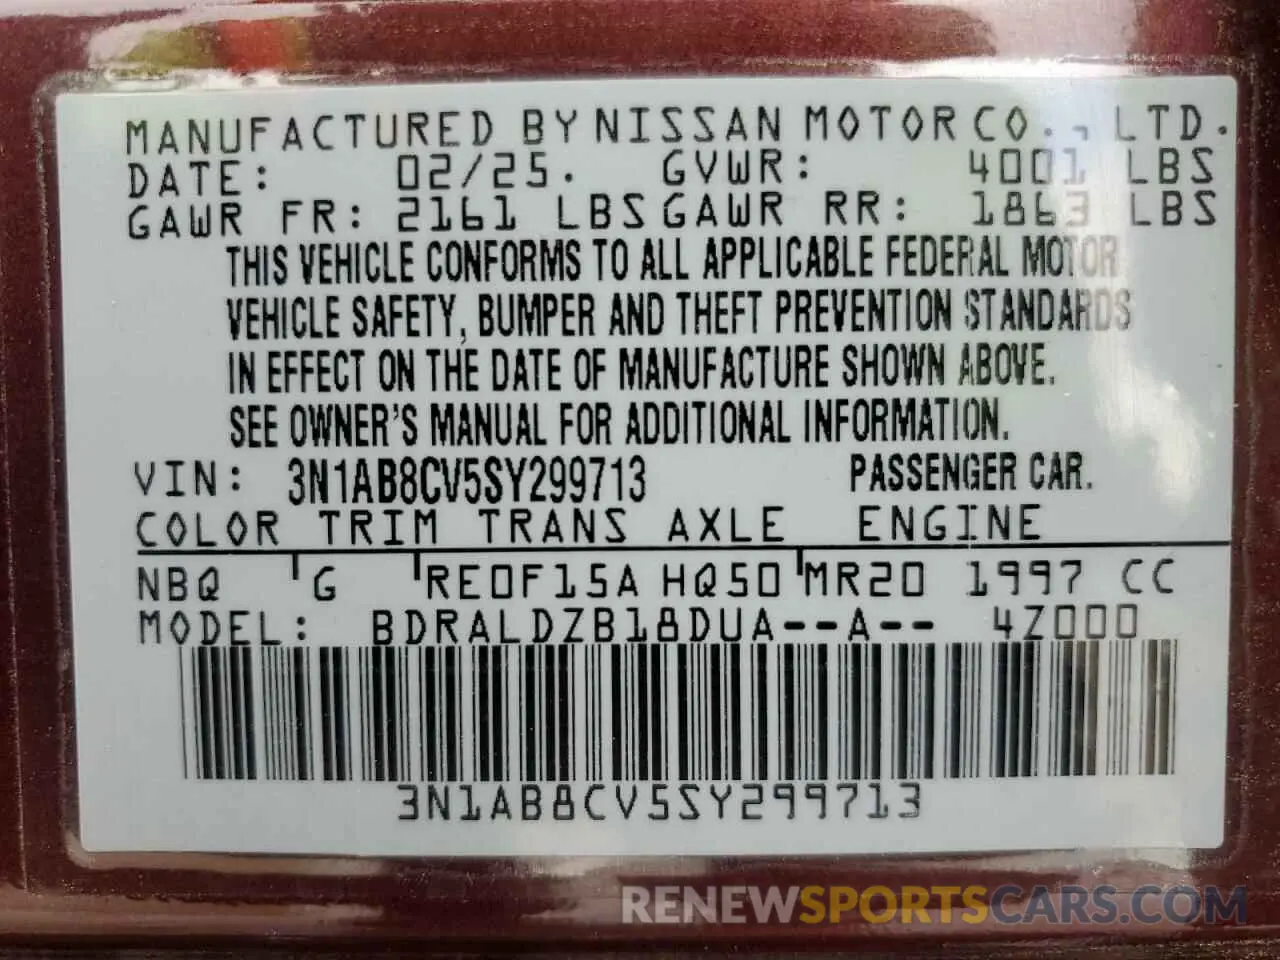 MANUFACTURED BY NISSAN MOTOR CO., LTD.
DATE: 02/25. GVWR: 4001 LBS
GAWR FR: 2161 LBS GAWR RR: 1863 LBS
THIS VEHICLE CONFORMS TO ALL APPLICABLE FEDERAL MOTOR
VEHICLE SAFETY, BUMPER AND THEFT PREVENTION STANDARDS
IN EFFECT ON THE DATE OF MANUFACTURE SHOWN ABOVE.
SEE OWNER'S MANUAL FOR ADDITIONAL INFORMATION.
VIN: 3N1AB8CV5SY299713 PASSENGER CAR.
COLOR TRIM TRANS AXLE ENGINE
NBQ G RE0F15A HQ50 MR20 1997 CC
MODEL: BDRALDZB18DUA--A-- 4Z000
3N1AB8CV5SY299713
RENEWSPORTSCARS.COM